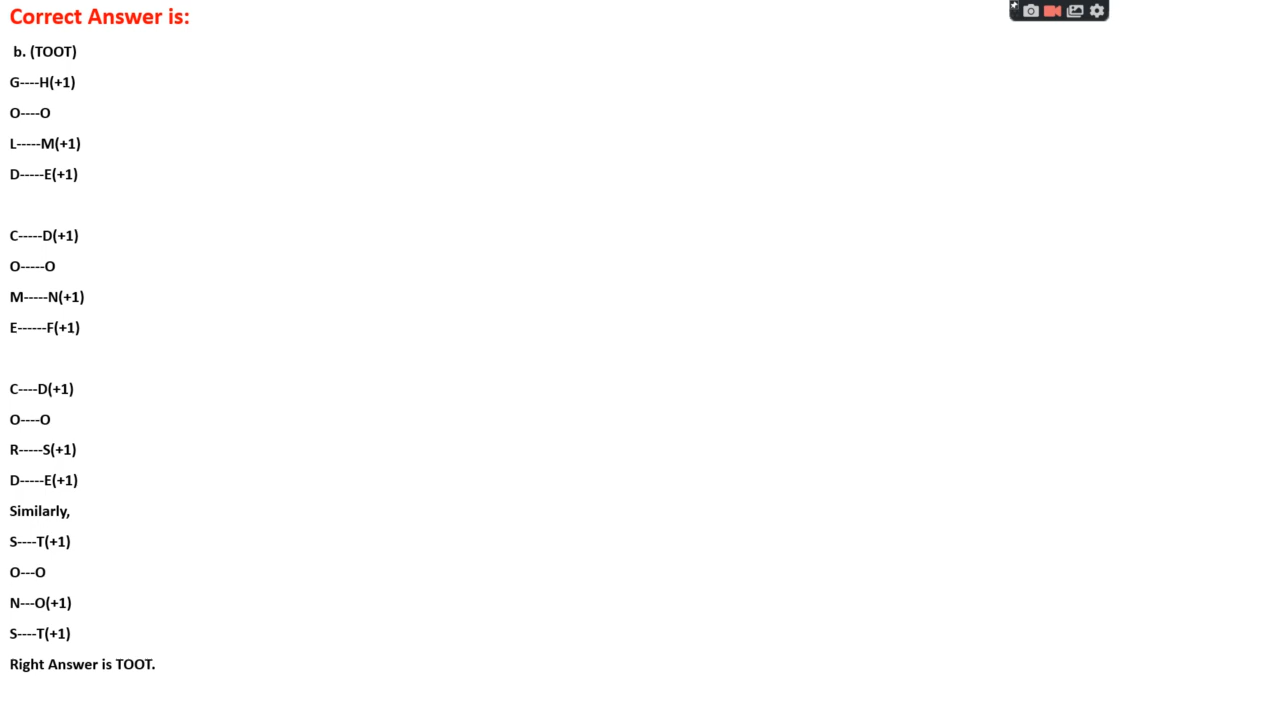 Correct Answer is:
b. (TOOT)
G----H(+1)
O----O
L-----M(+1)
D-----E(+1)
C-----D(+1)
O-----O
M-----N(+1)
E------F(+1)
C----D(+1)
O----O
R-----S(+1)
D-----E(+1)
Similarly,
S----T(+1)
O---O
N---O(+1)
S----T(+1)
Right Answer is TOOT.